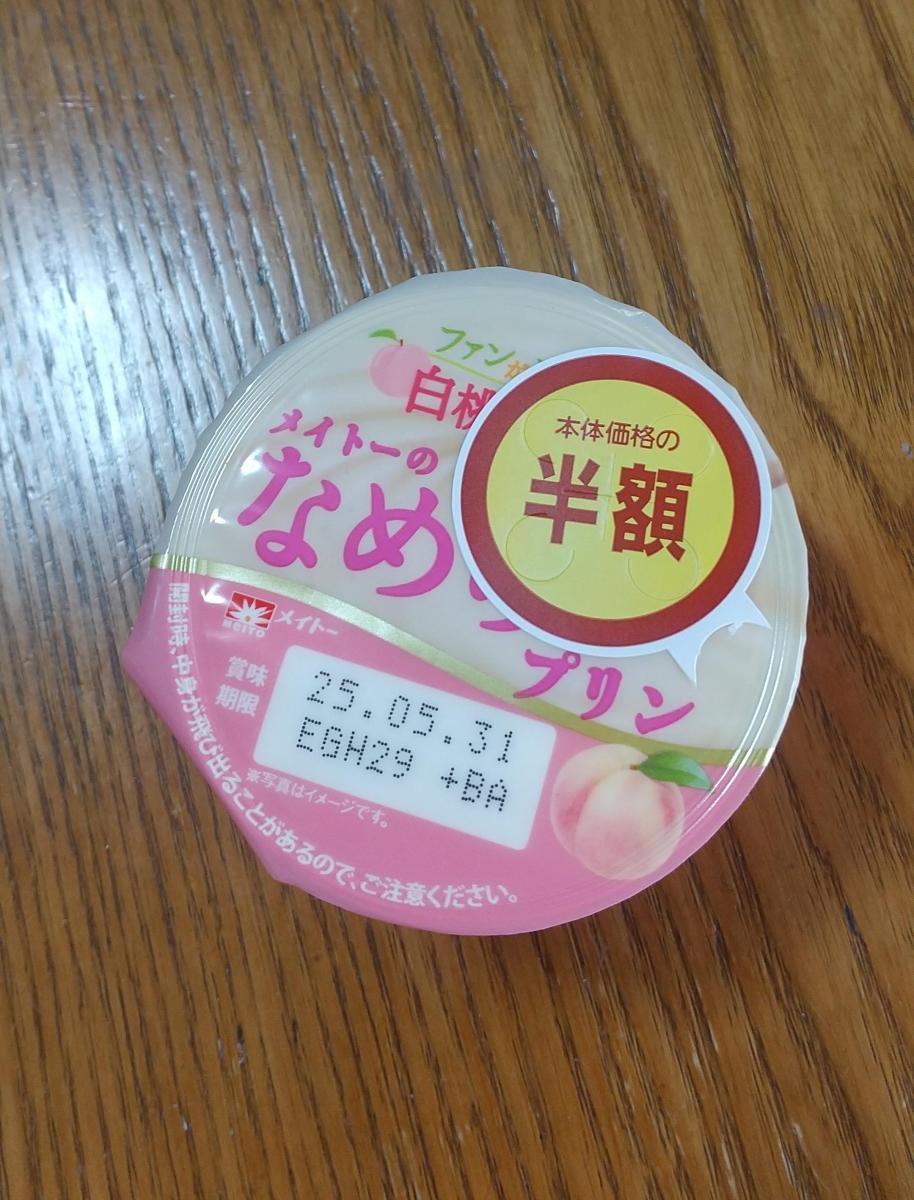 ファン
白桃
メイトーの
なめ
プリン
本体価格の
半額
MEITO
メイトー
賞味
期限
25.05.31
EGH29 +BA
※写真はイメージです。
開封時、中身が飛び出ることがあるので、ご注意ください。